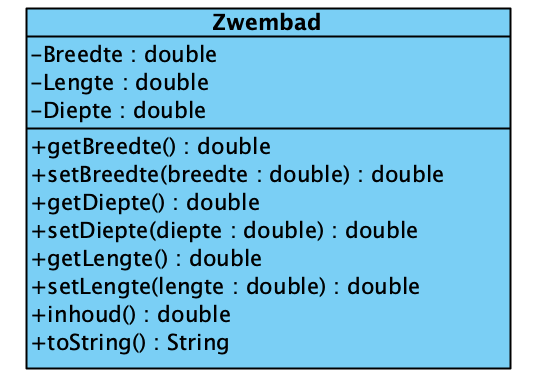 Zwembad
-Breedte : double
-Lengte : double
-Diepte : double
+getBreedte() : double
+setBreedte(breedte : double) : double
+getDiepte() : double
+setDiepte(diepte : double) : double
+getLengte() : double
+setLengte(lengte : double) : double
+inhoud() : double
+toString() : String